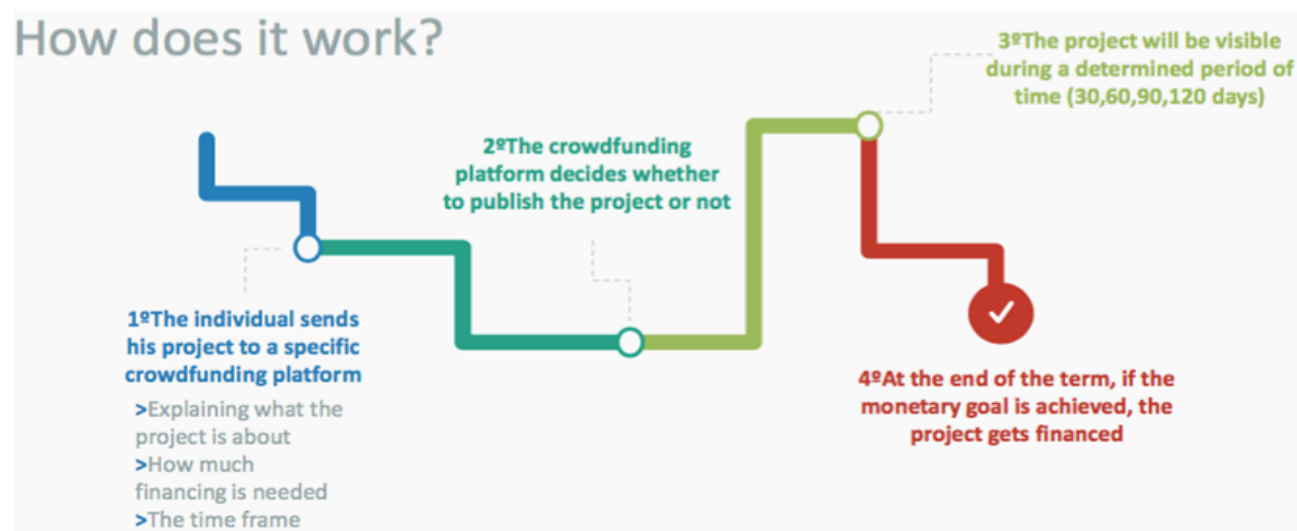 How does it work?
1ºThe individual sends
his project to a specific
crowdfunding platform
>Explaining what the
project is about
>How much
financing is needed
>The time frame
2ºThe crowdfunding
platform decides whether
to publish the project or not
3ºThe project will be visible
during a determined period of
time (30,60,90,120 days)
4ºAt the end of the term, if the
monetary goal is achieved, the
project gets financed